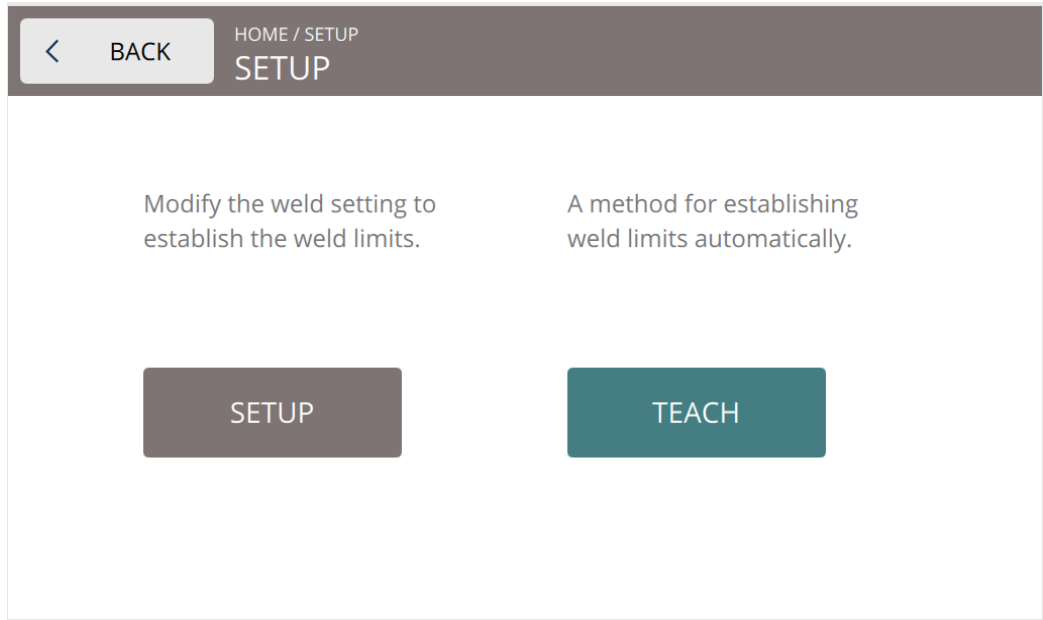 BACK
HOME / SETUP
SETUP
Modify the weld setting to
establish the weld limits.
A method for establishing
weld limits automatically.
SETUP
TEACH